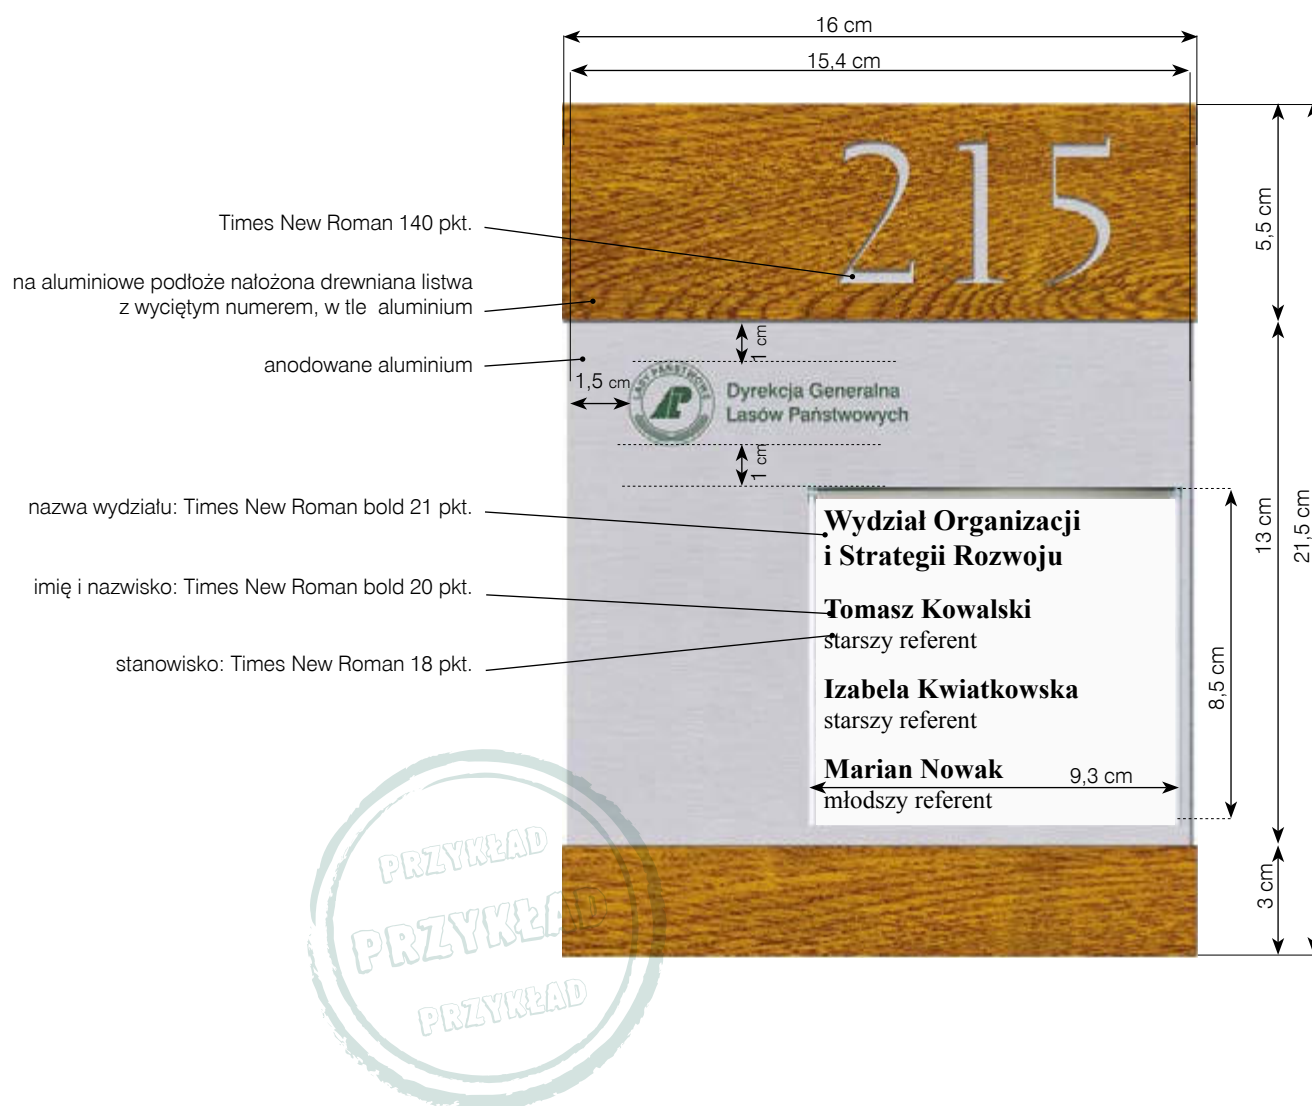 16 cm
15,4 cm
215
5,5 cm
Times New Roman 140 pkt.
na aluminiowe podłoże nałożona drewniana listwa
z wyciętym numerem, w tle aluminium
anodowane aluminium
1 cm
1,5 cm
LASY PAŃSTWOWE
Dyrekcja Generalna
Lasów Państwowych
1 cm
nazwa wydziału: Times New Roman bold 21 pkt.
Wydział Organizacji
i Strategii Rozwoju
13 cm
21,5 cm
imię i nazwisko: Times New Roman bold 20 pkt.
Tomasz Kowalski
starszy referent
stanowisko: Times New Roman 18 pkt.
Izabela Kwiatkowska
starszy referent
8,5 cm
Marian Nowak
9,3 cm
młodszy referent
3 cm
PRZYKŁAD
PRZYKŁAD
PRZYKŁAD